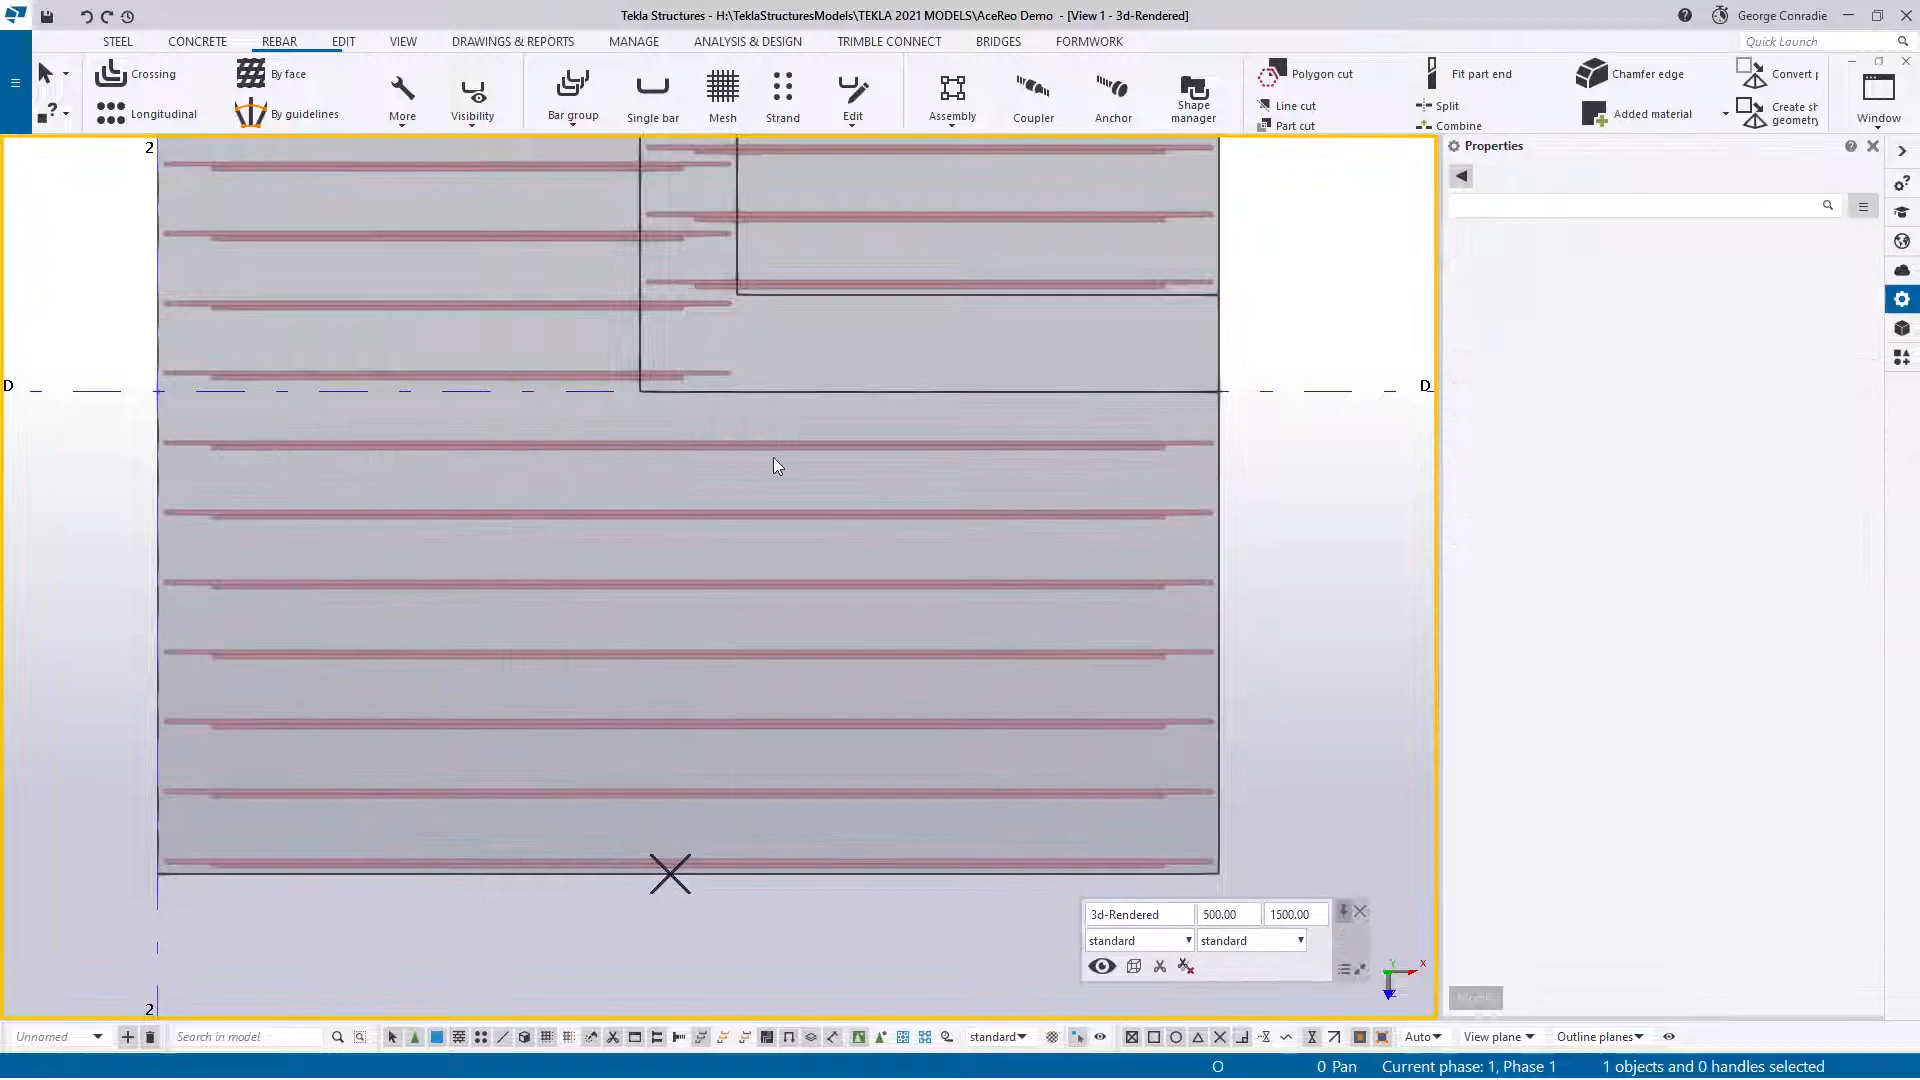 Tekla Structures - H:\TeklaStructuresModels\TEKLA 2021 MODELS\AceReo Demo - [View 1 - 3d-Rendered]
George Conradie
STEEL CONCRETE REBAR EDIT VIEW DRAWINGS & REPORTS MANAGE ANALYSIS & DESIGN TRIMBLE CONNECT BRIDGES FORMWORK
Quick Launch
Crossing
By face
Longitudinal
By guidelines
More
Visibility
Bar group
Single bar
Mesh
Strand
Edit
Assembly
Coupler
Anchor
Shape
manager
Polygon cut
Line cut
Part cut
Fit part end
Split
Combine
Chamfer edge
Added material
Convert
Create sh
geometry
Window
Properties
2
D
D
2
3d-Rendered 500.00 1500.00
standard standard
Y X
Unnamed
Search in model
standard
Auto View plane Outline planes
O 0 Pan Current phase: 1, Phase 1 1 objects and 0 handles selected